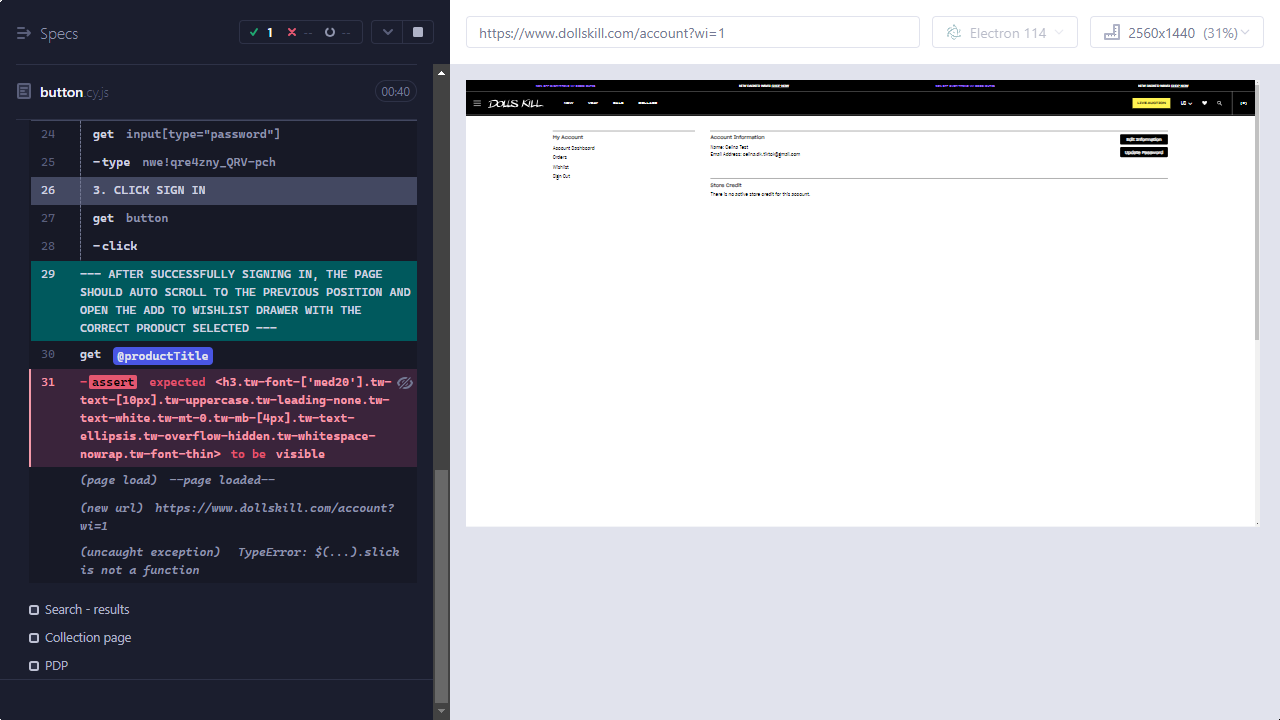 Specs
1
--
--
button.cy.js
00:40
24 get input[type="password"]
25 -type nwe!qre4zny_QRV-pch
26 3. CLICK SIGN IN
27 get button
28 -click
29 --- AFTER SUCCESSFULLY SIGNING IN, THE PAGE
SHOULD AUTO SCROLL TO THE PREVIOUS POSITION AND
OPEN THE ADD TO WISHLIST DRAWER WITH THE
CORRECT PRODUCT SELECTED ---
30 get @productTitle
31 -assert expected <h3.tw-font-['med20'].tw-
text-[10px].tw-uppercase.tw-leading-none.tw-
text-white.tw-mt-0.tw-mb-[4px].tw-text-
ellipsis.tw-overflow-hidden.tw-whitespace-
nowrap.tw-font-thin> to be visible
(page load) --page loaded--
(new url) https://www.dollskill.com/account?
wi=1
(uncaught exception) TypeError: $(...).slick
is not a function
Search - results
Collection page
PDP
https://www.dollskill.com/account?wi=1
Electron 114
2560x1440 (31%)
DOLLS KILL
My Account
Account Dashboard
Orders
Wishlist
Sign Out
Account Information
Name: Celina Test
Edit Information
Update Password
Store Credit
There is no active store credit for this account.